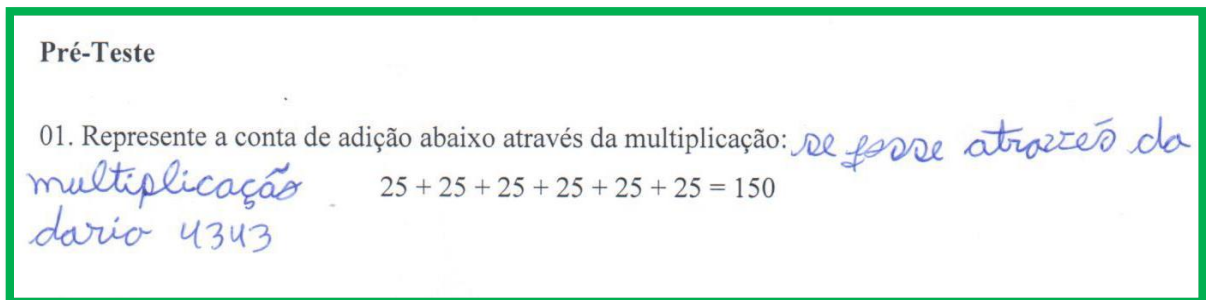 Pré-Teste
01. Represente a conta de adição abaixo através da multiplicação: se fosse através da
multiplicação 25 + 25 + 25 + 25 + 25 + 25 = 150
dario 4343